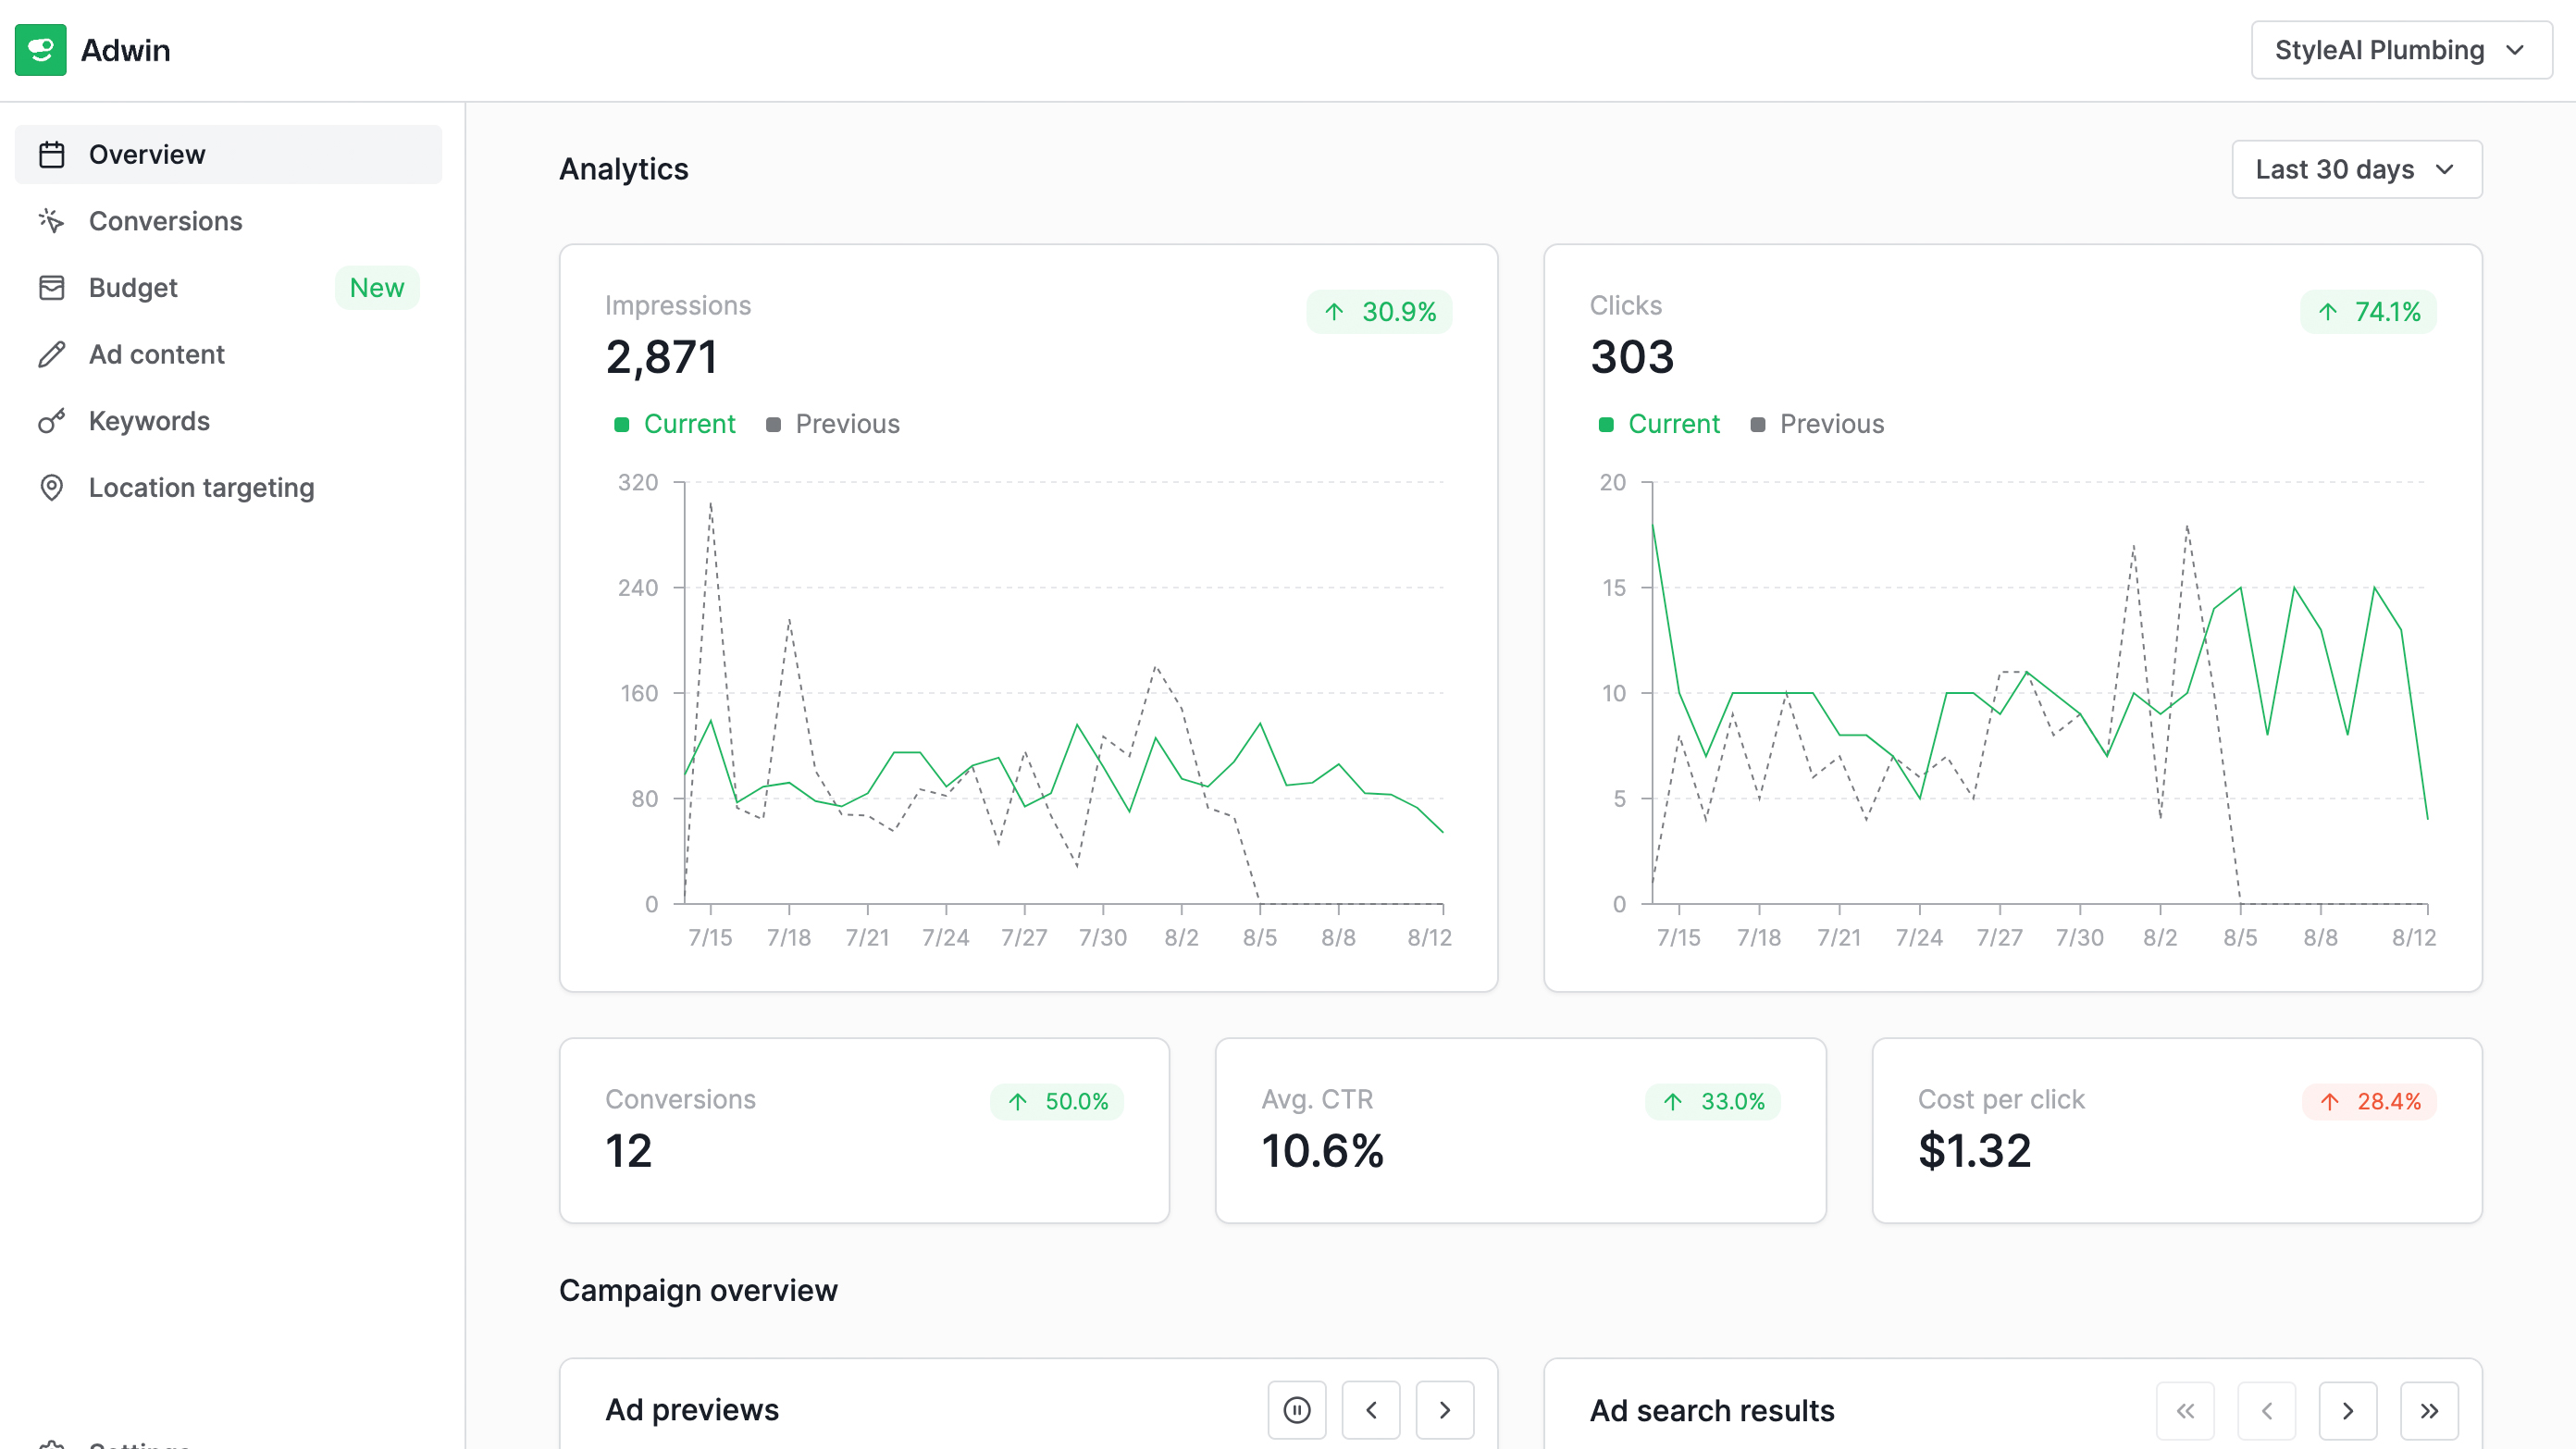 Adwin
StyleAI Plumbing
Overview
Conversions
Budget New
Ad content
Keywords
Location targeting
Settings
Analytics
Last 30 days
Impressions
30.9%
2,871
Current Previous
320
240
160
80
0
7/15 7/18 7/21 7/24 7/27 7/30 8/2 8/5 8/8 8/12
Clicks
74.1%
303
Current Previous
20
15
10
5
0
7/15 7/18 7/21 7/24 7/27 7/30 8/2 8/5 8/8 8/12
Conversions
50.0%
12
Avg. CTR
33.0%
10.6%
Cost per click
28.4%
$1.32
Campaign overview
Ad previews
Ad search results